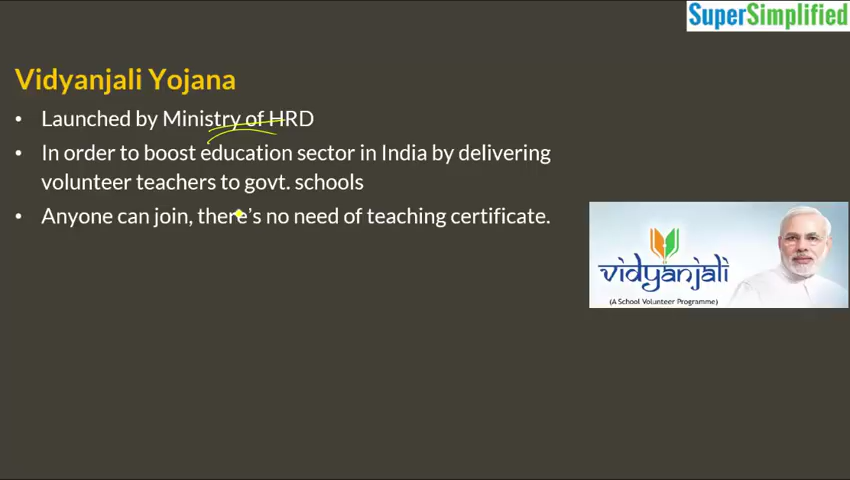 SuperSimplified
Vidyanjali Yojana
• Launched by Ministry of HRD
• In order to boost education sector in India by delivering
volunteer teachers to govt. schools
• Anyone can join, there's no need of teaching certificate.
vidyanjali
(A School Volunteer Programme)